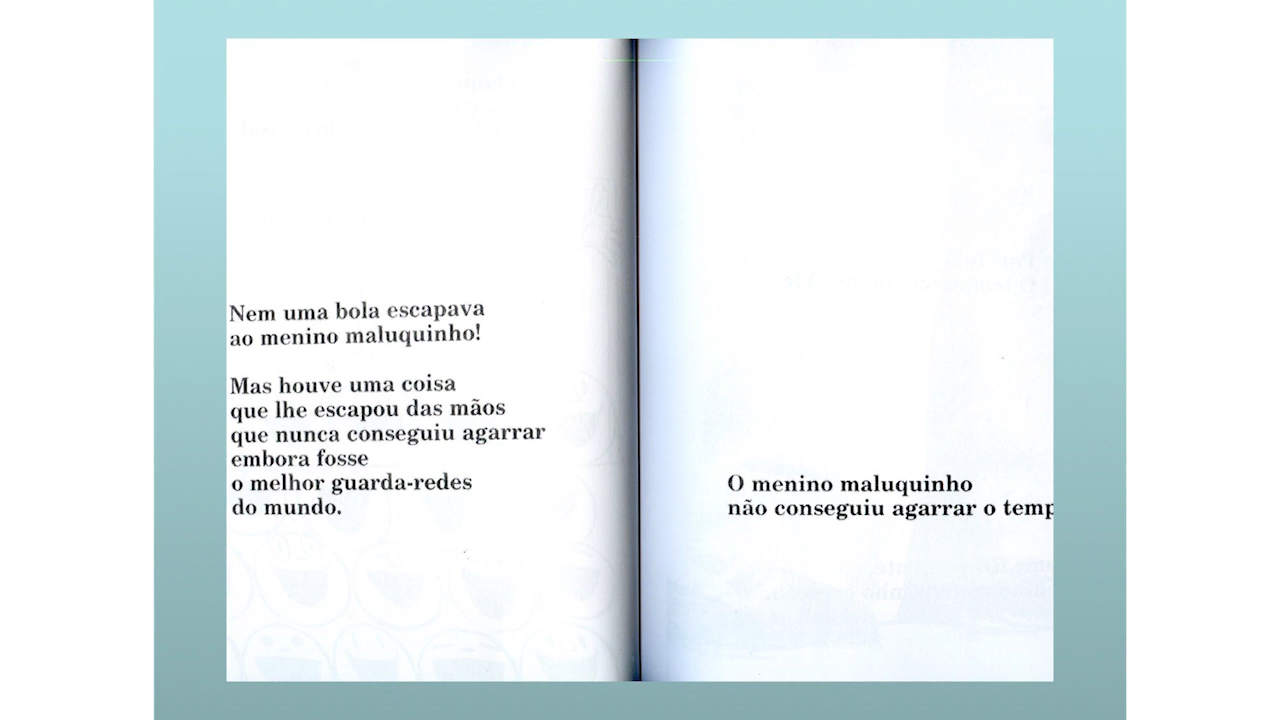 Nem uma bola escapava
ao menino maluquinho!
Mas houve uma coisa
que lhe escapou das mãos
que nunca conseguiu agarrar
embora fosse
o melhor guarda-redes
do mundo.
O menino maluquinho
não conseguiu agarrar o temp